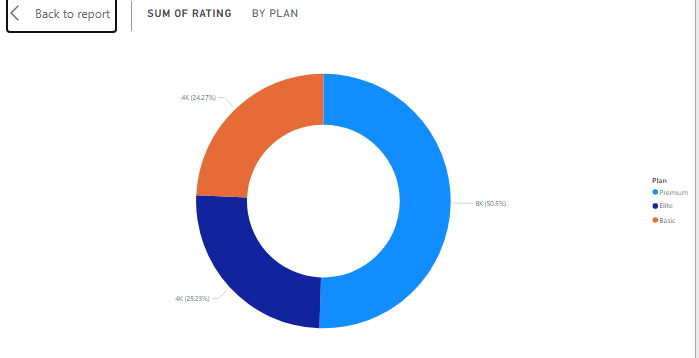 Back to report
SUM OF RATING BY PLAN
4K (24.27%)
8K (50.5%)
4K (25.23%)
Plan
Premium
Elite
Basic